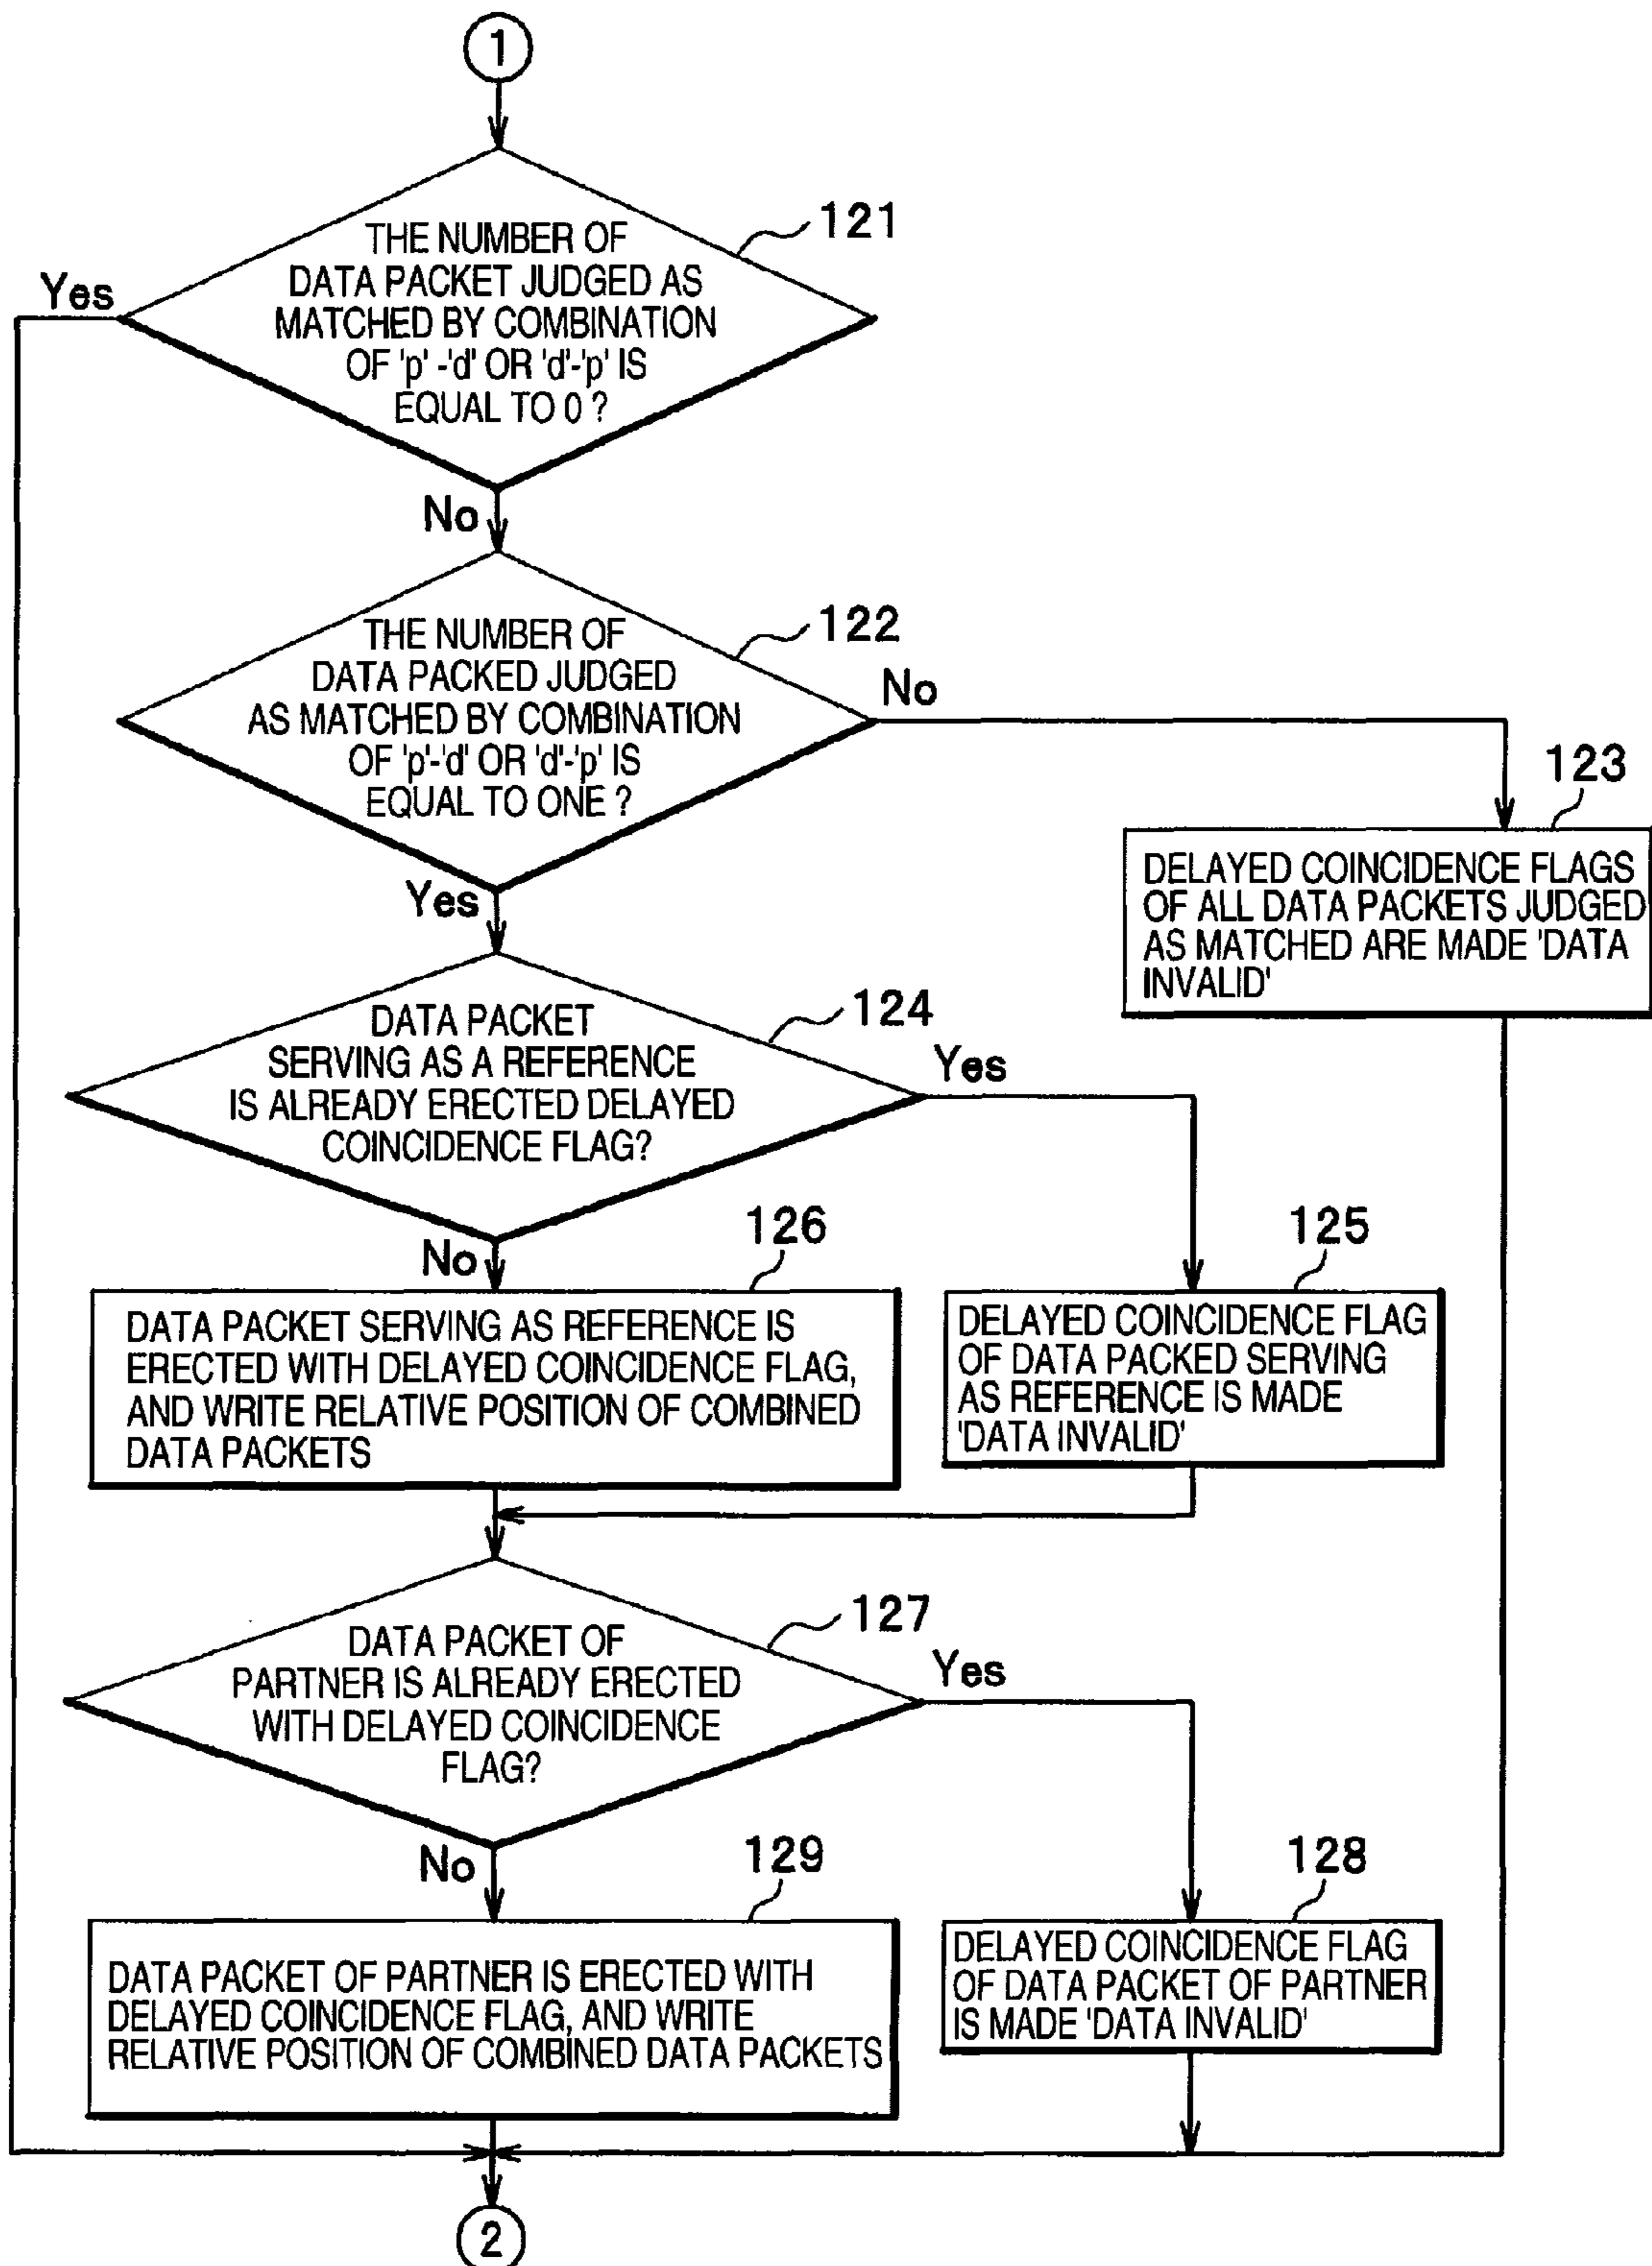 1
THE NUMBER OF
DATA PACKET JUDGED AS
MATCHED BY COMBINATION
OF 'p' -'d' OR 'd'-'p' IS
EQUAL TO 0 ?
121
Yes
No
THE NUMBER OF
DATA PACKED JUDGED
AS MATCHED BY COMBINATION
OF 'p'-'d' OR 'd'-'p' IS
EQUAL TO ONE ?
122
No
Yes
123
DELAYED COINCIDENCE FLAGS
OF ALL DATA PACKETS JUDGED
AS MATCHED ARE MADE 'DATA
INVALID'
DATA PACKET
SERVING AS A REFERENCE
IS ALREADY ERECTED DELAYED
COINCIDENCE FLAG?
124
Yes
No
126
DATA PACKET SERVING AS REFERENCE IS
ERECTED WITH DELAYED COINCIDENCE FLAG,
AND WRITE RELATIVE POSITION OF COMBINED
DATA PACKETS
125
DELAYED COINCIDENCE FLAG
OF DATA PACKED SERVING
AS REFERENCE IS MADE
'DATA INVALID'
DATA PACKET OF
PARTNER IS ALREADY ERECTED
WITH DELAYED COINCIDENCE
FLAG?
127
Yes
No
129
DATA PACKET OF PARTNER IS ERECTED WITH
DELAYED COINCIDENCE FLAG, AND WRITE
RELATIVE POSITION OF COMBINED DATA PACKETS
128
DELAYED COINCIDENCE FLAG
OF DATA PACKET OF PARTNER
IS MADE 'DATA INVALID'
2